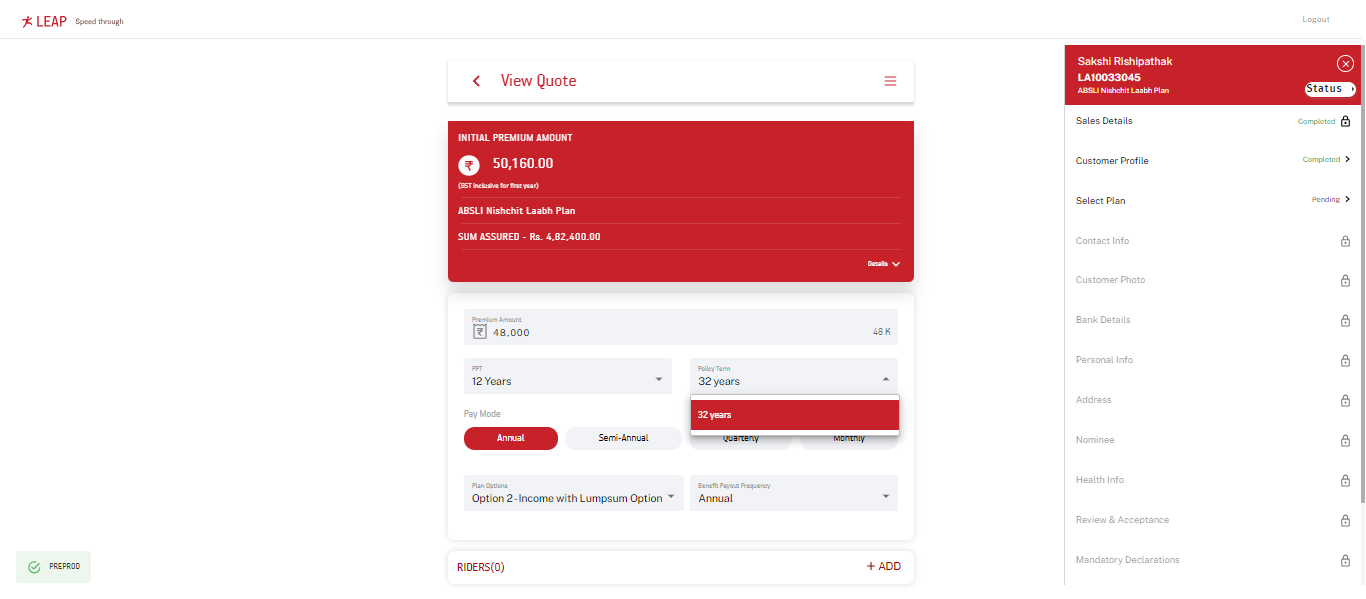 LEAP Speed through
Logout
View Quote
INITIAL PREMIUM AMOUNT
₹ 50,160.00
(GST Inclusive for first year)
ABSLI Nishchit Laabh Plan
SUM ASSURED - Rs. 4,82,400.00
Details
Premium Amount
₹ 48,000 48 K
PPT
12 Years
Policy Term
32 years
32 years
Pay Mode
Annual Semi-Annual Quarterly Monthly
Plan Options
Option 2-Income with Lumpsum Option
Benefit Payout Frequency
Annual
RIDERS(0) + ADD
PREPROD
Sakshi Rishipathak
LA10033045
ABSLI Nishchit Laabh Plan
Status
Sales Details Completed
Customer Profile Completed
Select Plan Pending
Contact Info
Customer Photo
Bank Details
Personal Info
Address
Nominee
Health Info
Review & Acceptance
Mandatory Declarations